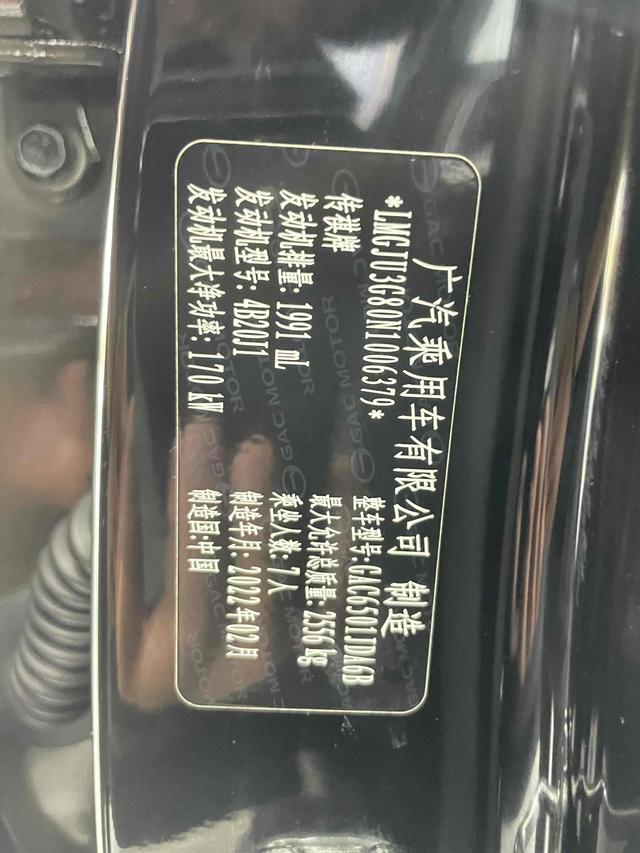 广汽乘用车有限公司 制造
*LMGJU3G80N1006379*
传祺牌 整车型号:GAC6501JDA6B
发动机排量: 1991 mL 最大允许总质量: 2556 kg
发动机型号: 4B20J1 乘坐人数: 7人
发动机最大净功率: 170 kW 制造年月: 2022年02月
制造国:中国
GAC MOTOR